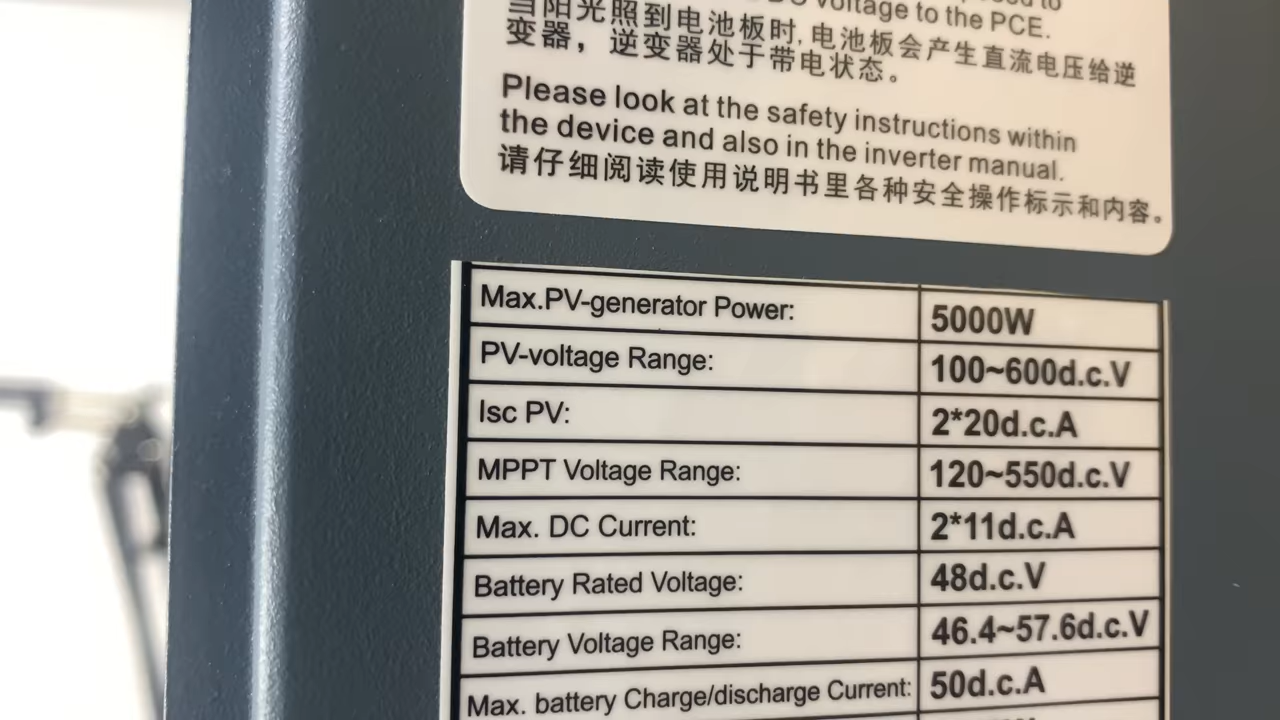 voltage to the PCE.
当阳光照到电池板时, 电池板会产生直流电压给逆
变器，逆变器处于带电状态。
Please look at the safety instructions within
the device and also in the inverter manual.
请仔细阅读使用说明书里各种安全操作标示和内容。
Max.PV-generator Power: 5000W
PV-voltage Range: 100~600d.c.V
Isc PV: 2*20d.c.A
MPPT Voltage Range: 120~550d.c.V
Max. DC Current: 2*11d.c.A
Battery Rated Voltage: 48d.c.V
Battery Voltage Range: 46.4~57.6d.c.V
Max. battery Charge/discharge Current: 50d.c.A